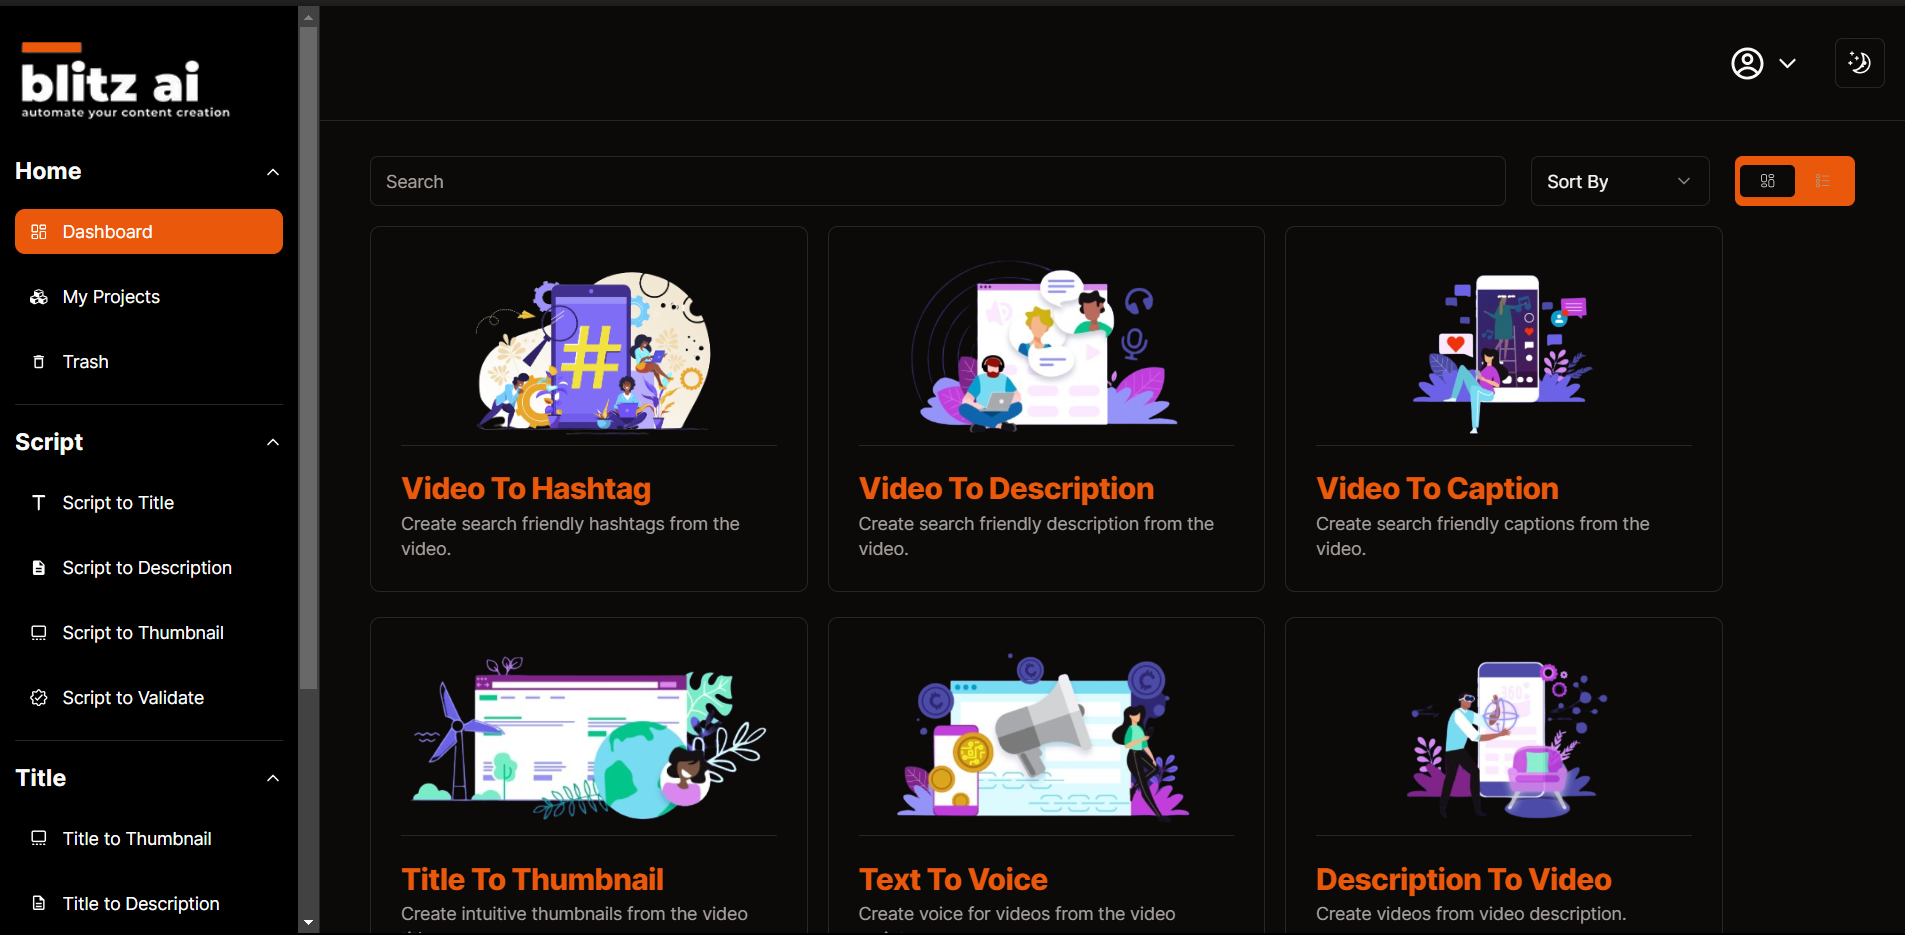 blitz ai
automate your content creation
Home
Dashboard
My Projects
Trash
Script
Script to Title
Script to Description
Script to Thumbnail
Script to Validate
Title
Title to Thumbnail
Title to Description
Search
Sort By
#
Video To Hashtag
Create search friendly hashtags from the
video.
Video To Description
Create search friendly description from the
video.
Video To Caption
Create search friendly captions from the
video.
Title To Thumbnail
Create intuitive thumbnails from the video
Text To Voice
Create voice for videos from the video
360°
Description To Video
Create videos from video description.